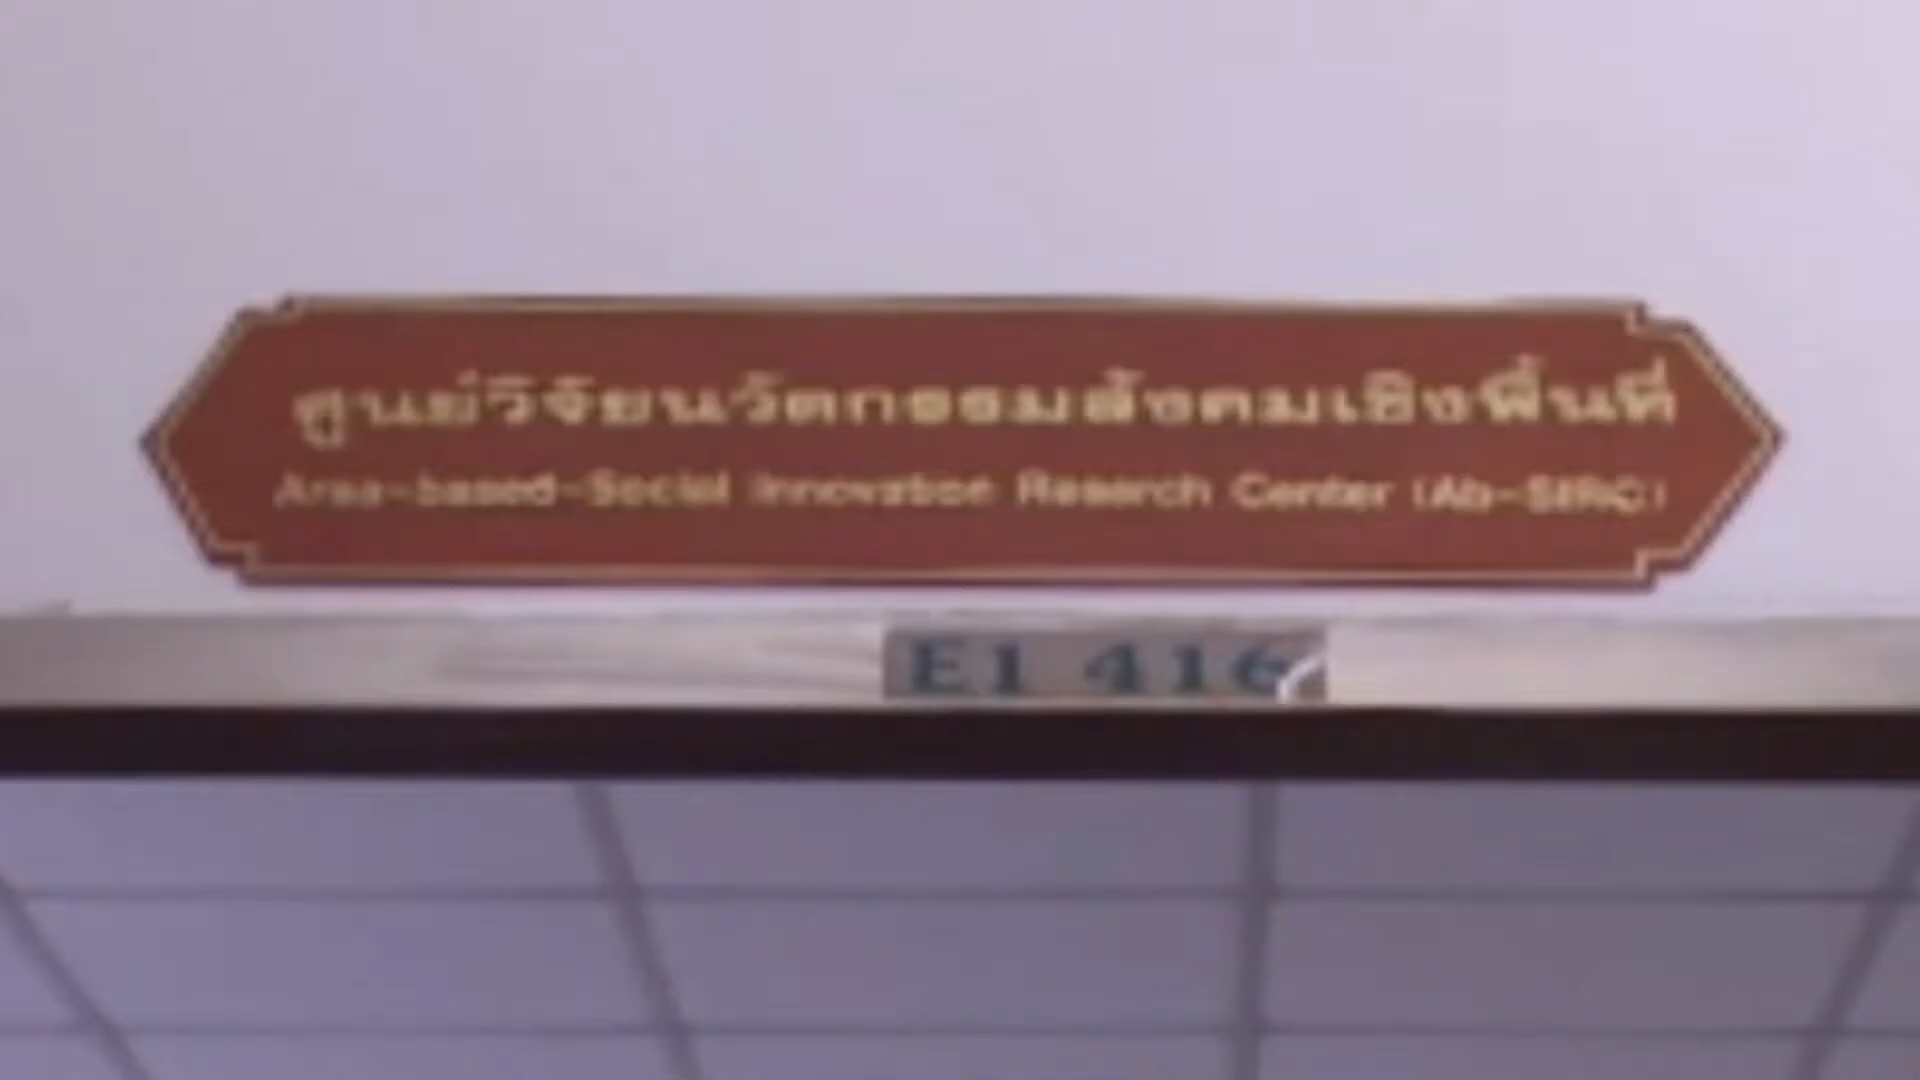 ศูนย์วิจัยนวัตกรรมสังคมเชิงพื้นที่
Area-based-Social Innovation Research Center (Ab-SIRC)
E1 416